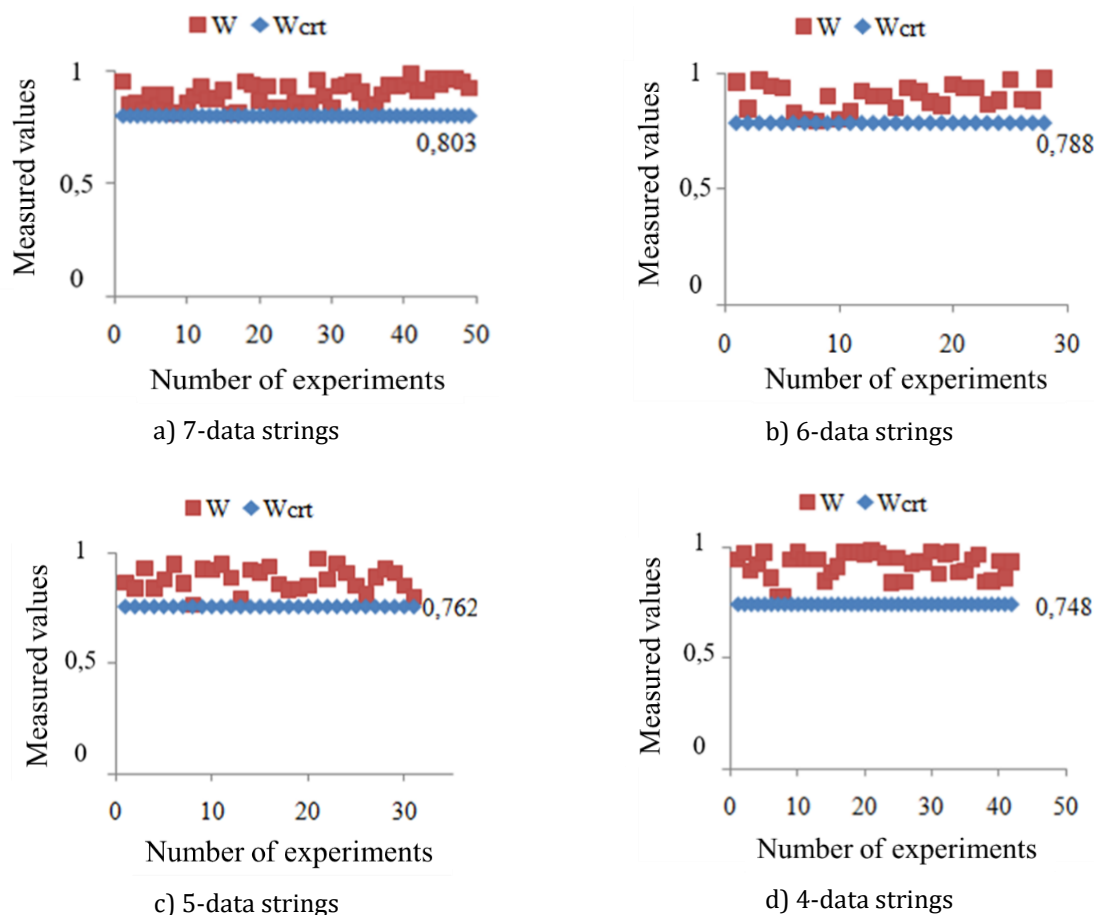 W Wcrt
Measured values
1
0,5
0
0,803
0 10 20 30 40 50
Number of experiments
a) 7-data strings
W Wcrt
Measured values
1
0,5
0
0,788
0 10 20 30
Number of experiments
b) 6-data strings
W Wcrt
Measured values
1
0,5
0
0,762
0 10 20 30
Number of experiments
c) 5-data strings
W Wcrt
Measured values
1
0,5
0
0,748
0 10 20 30 40 50
Number of experiments
d) 4-data strings